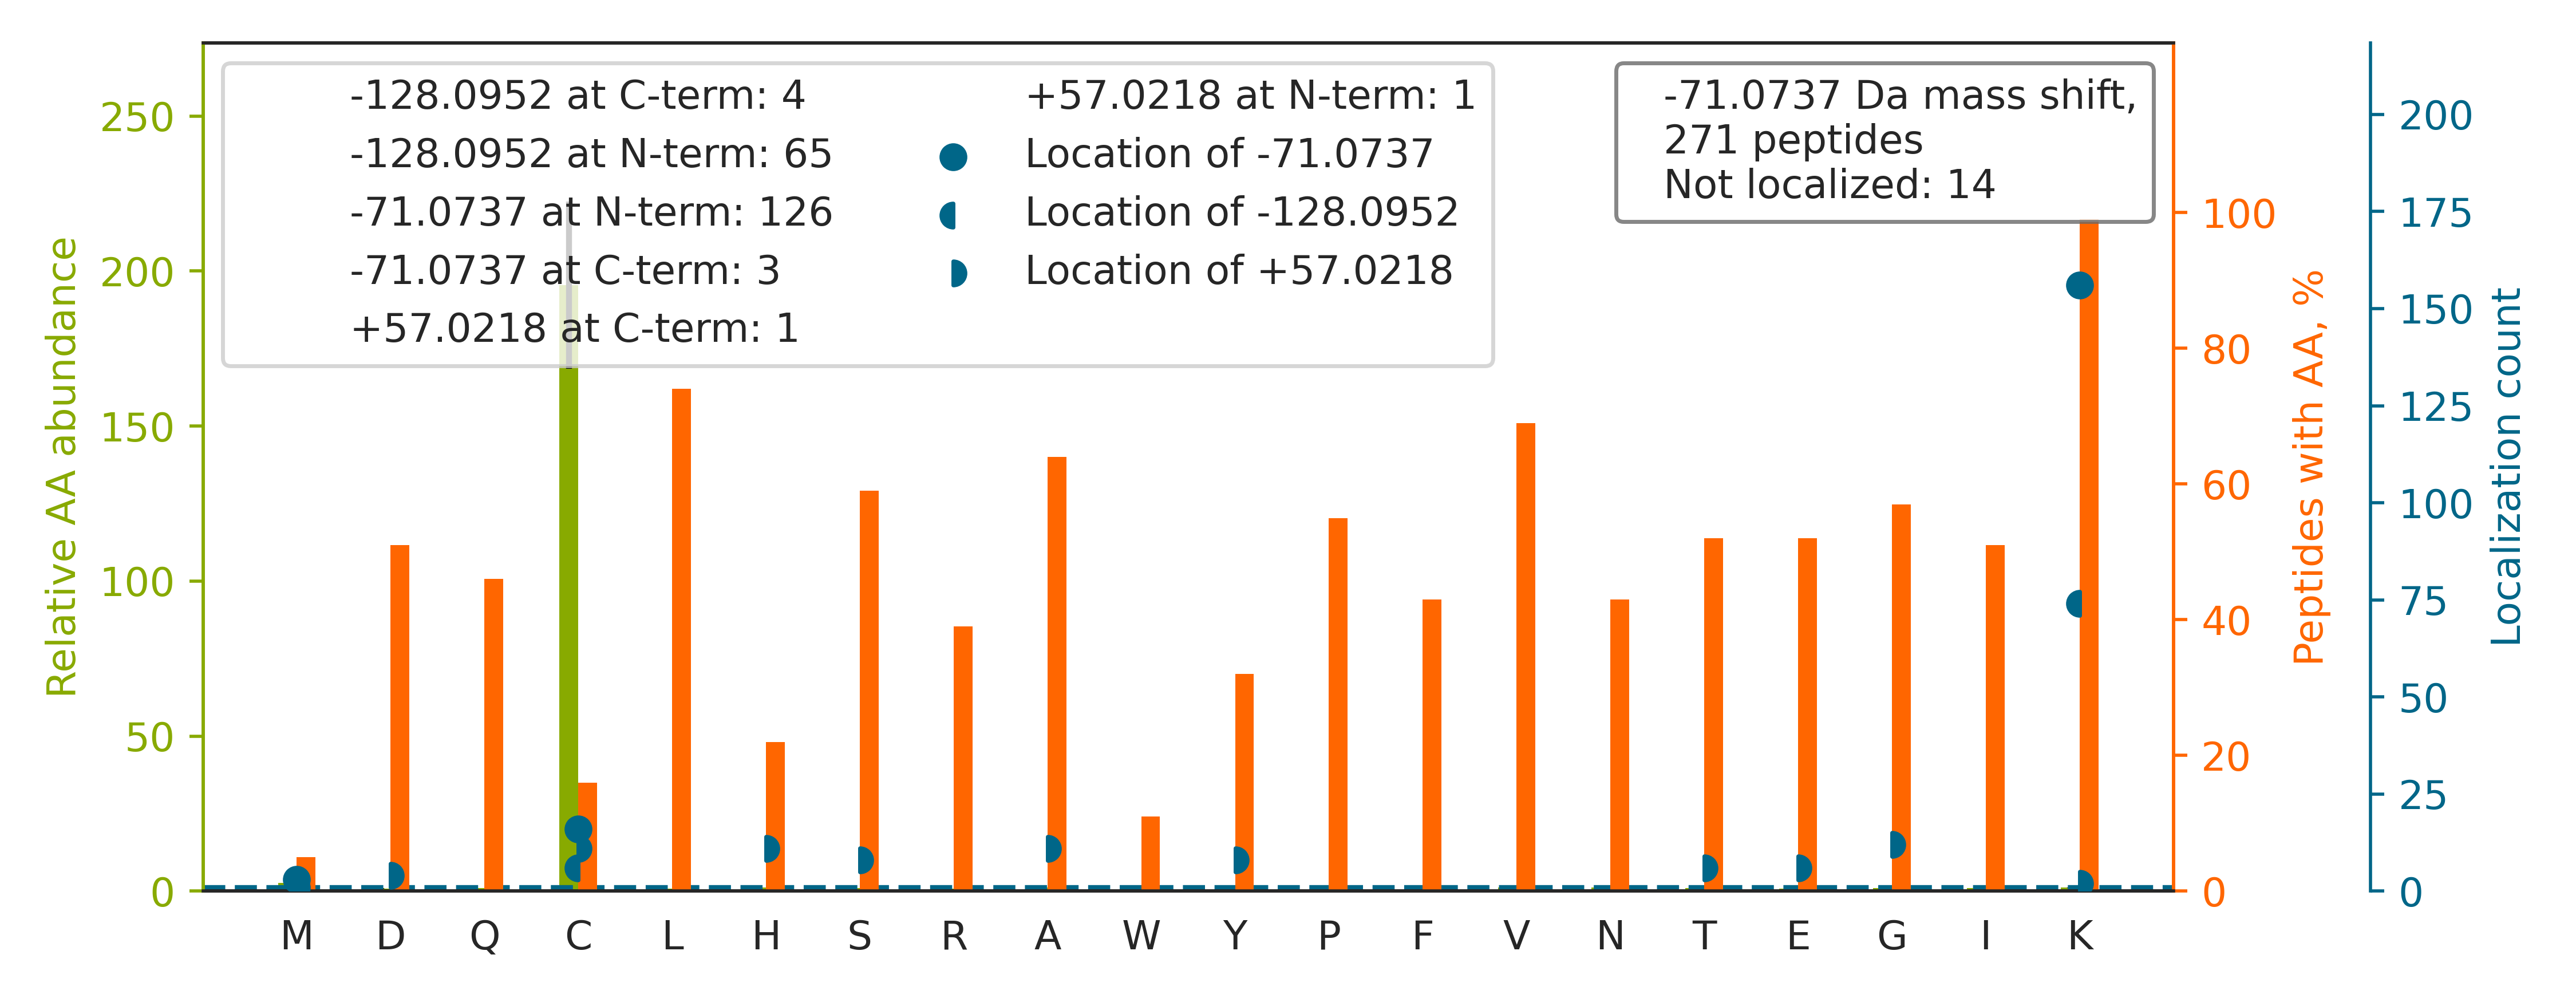 -128.0952 at C-term: 4
-128.0952 at N-term: 65
-71.0737 at N-term: 126
-71.0737 at C-term: 3
+57.0218 at C-term: 1
+57.0218 at N-term: 1
Location of -71.0737
Location of -128.0952
Location of +57.0218
-71.0737 Da mass shift,
271 peptides
Not localized: 14
Relative AA abundance
250
200
150
100
50
0
M D Q C L H S R A W Y P F V N T E G I K
100
80
60
40
20
0
Peptides with AA, %
200
175
150
125
100
75
50
25
0
Localization count